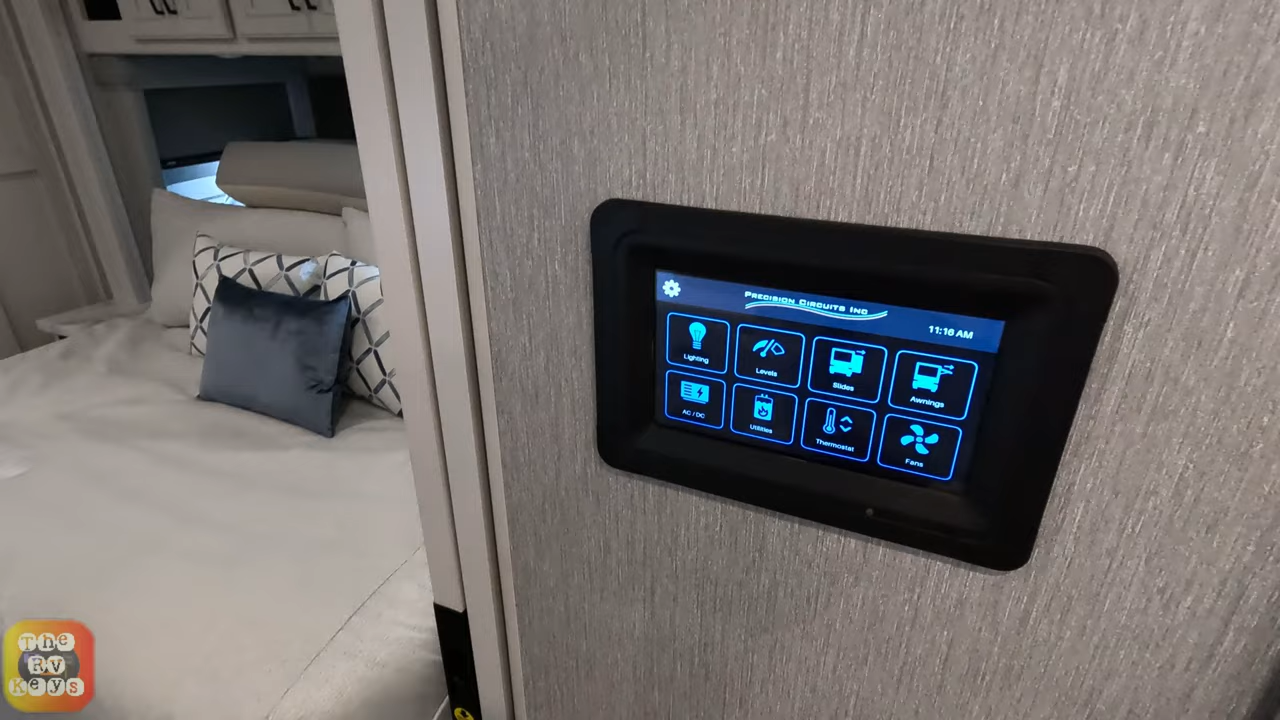 PRECISION CIRCUITS INC
11:16 AM
Lighting
Levels
Slides
Awnings
AC / DC
Utilities
Thermostat
Fans
The
RV
Keys